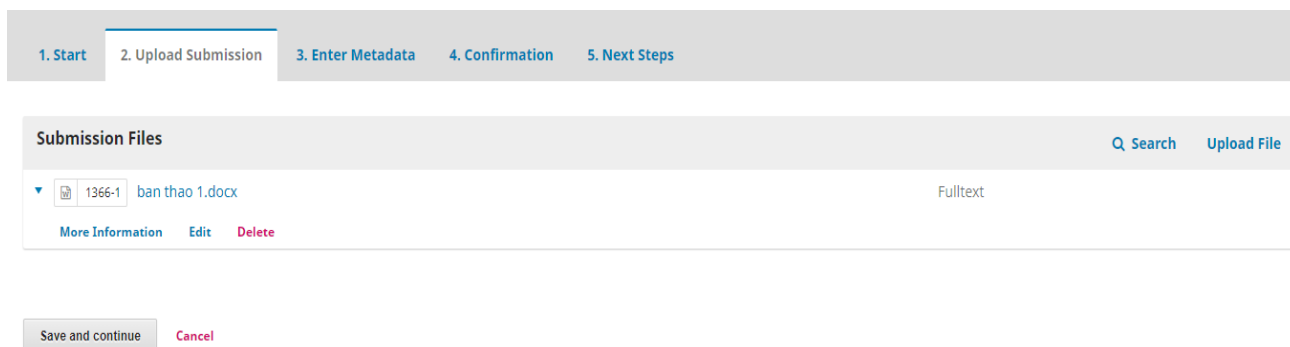 1. Start 2. Upload Submission 3. Enter Metadata 4. Confirmation 5. Next Steps
Submission Files Search Upload File
1366-1 ban thao 1.docx Fulltext
More Information Edit Delete
Save and continue Cancel